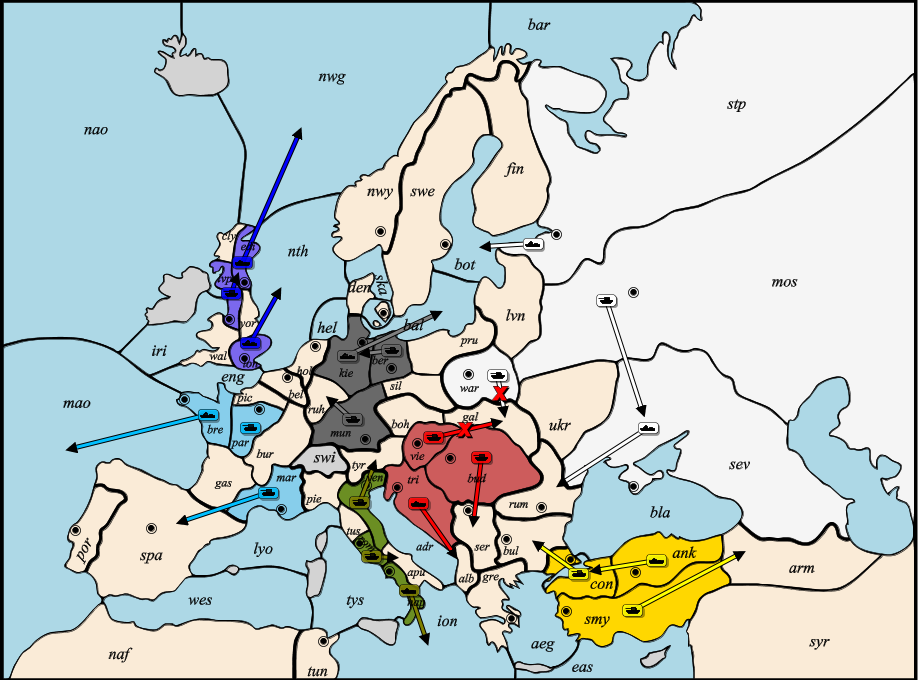 bar
nwg
stp
nao
fin
nwy
swe
cly
edi
nth
bot
den
ska
lvp
mos
lvn
yor
hel
bal
iri
pru
wal
kie
ber
hol
lon
eng
war
sil
mao
pic
bel
ruh
bre
gal
boh
ukr
par
mun
vie
bur
swi
tyr
sev
mar
ven
tri
bud
gas
pie
rum
bla
por
spa
tus
lyo
adr
ser
bul
ank
rom
apu
con
arm
alb
gre
wes
tys
nap
ion
smy
aeg
syr
naf
tun
eas